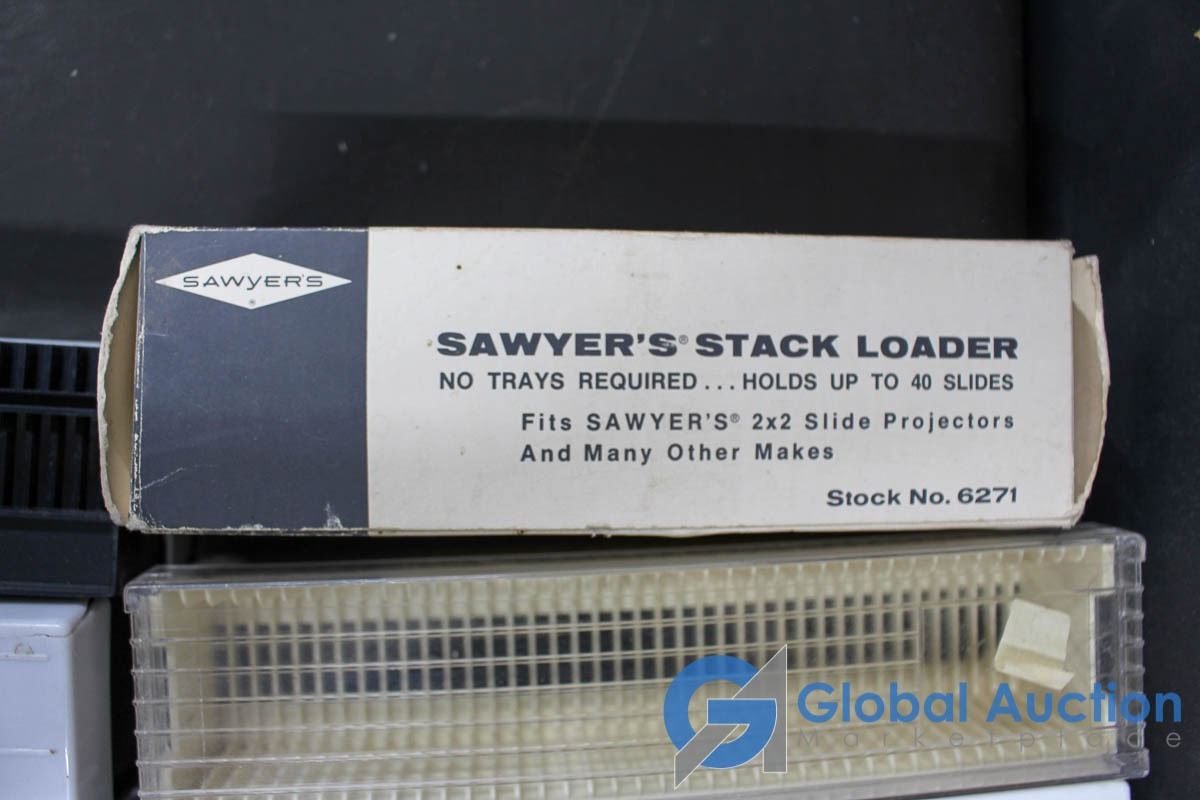 SAWYER'S
®
SAWYER'S® STACK LOADER
NO TRAYS REQUIRED... HOLDS UP TO 40 SLIDES
Fits SAWYER'S® 2x2 Slide Projectors
And Many Other Makes
Stock No. 6271
GA Global Auction
Marketplace